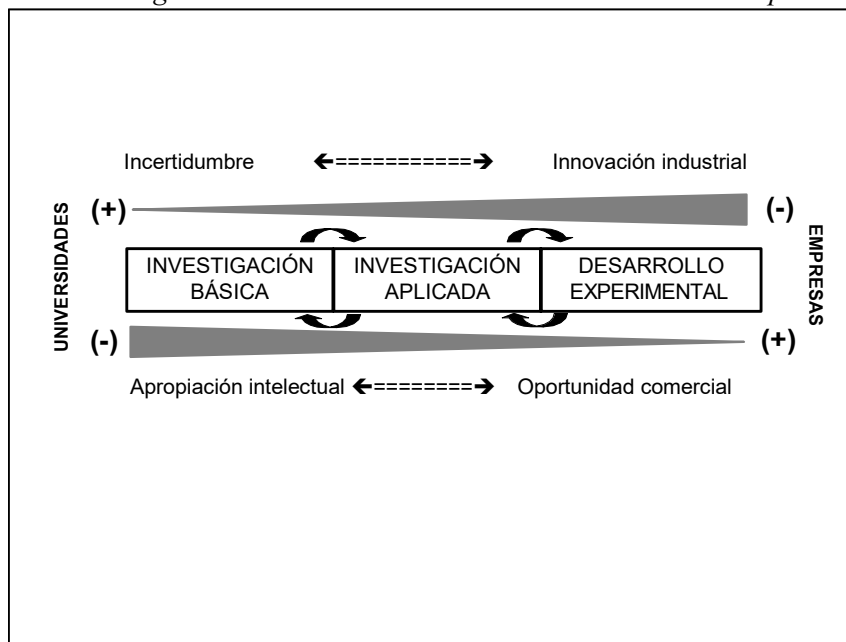 Incertidumbre <==========> Innovación industrial
(+) (-)
UNIVERSIDADES
EMPRESAS
INVESTIGACIÓN BÁSICA
INVESTIGACIÓN APLICADA
DESARROLLO EXPERIMENTAL
(-) (+)
Apropiación intelectual <========> Oportunidad comercial